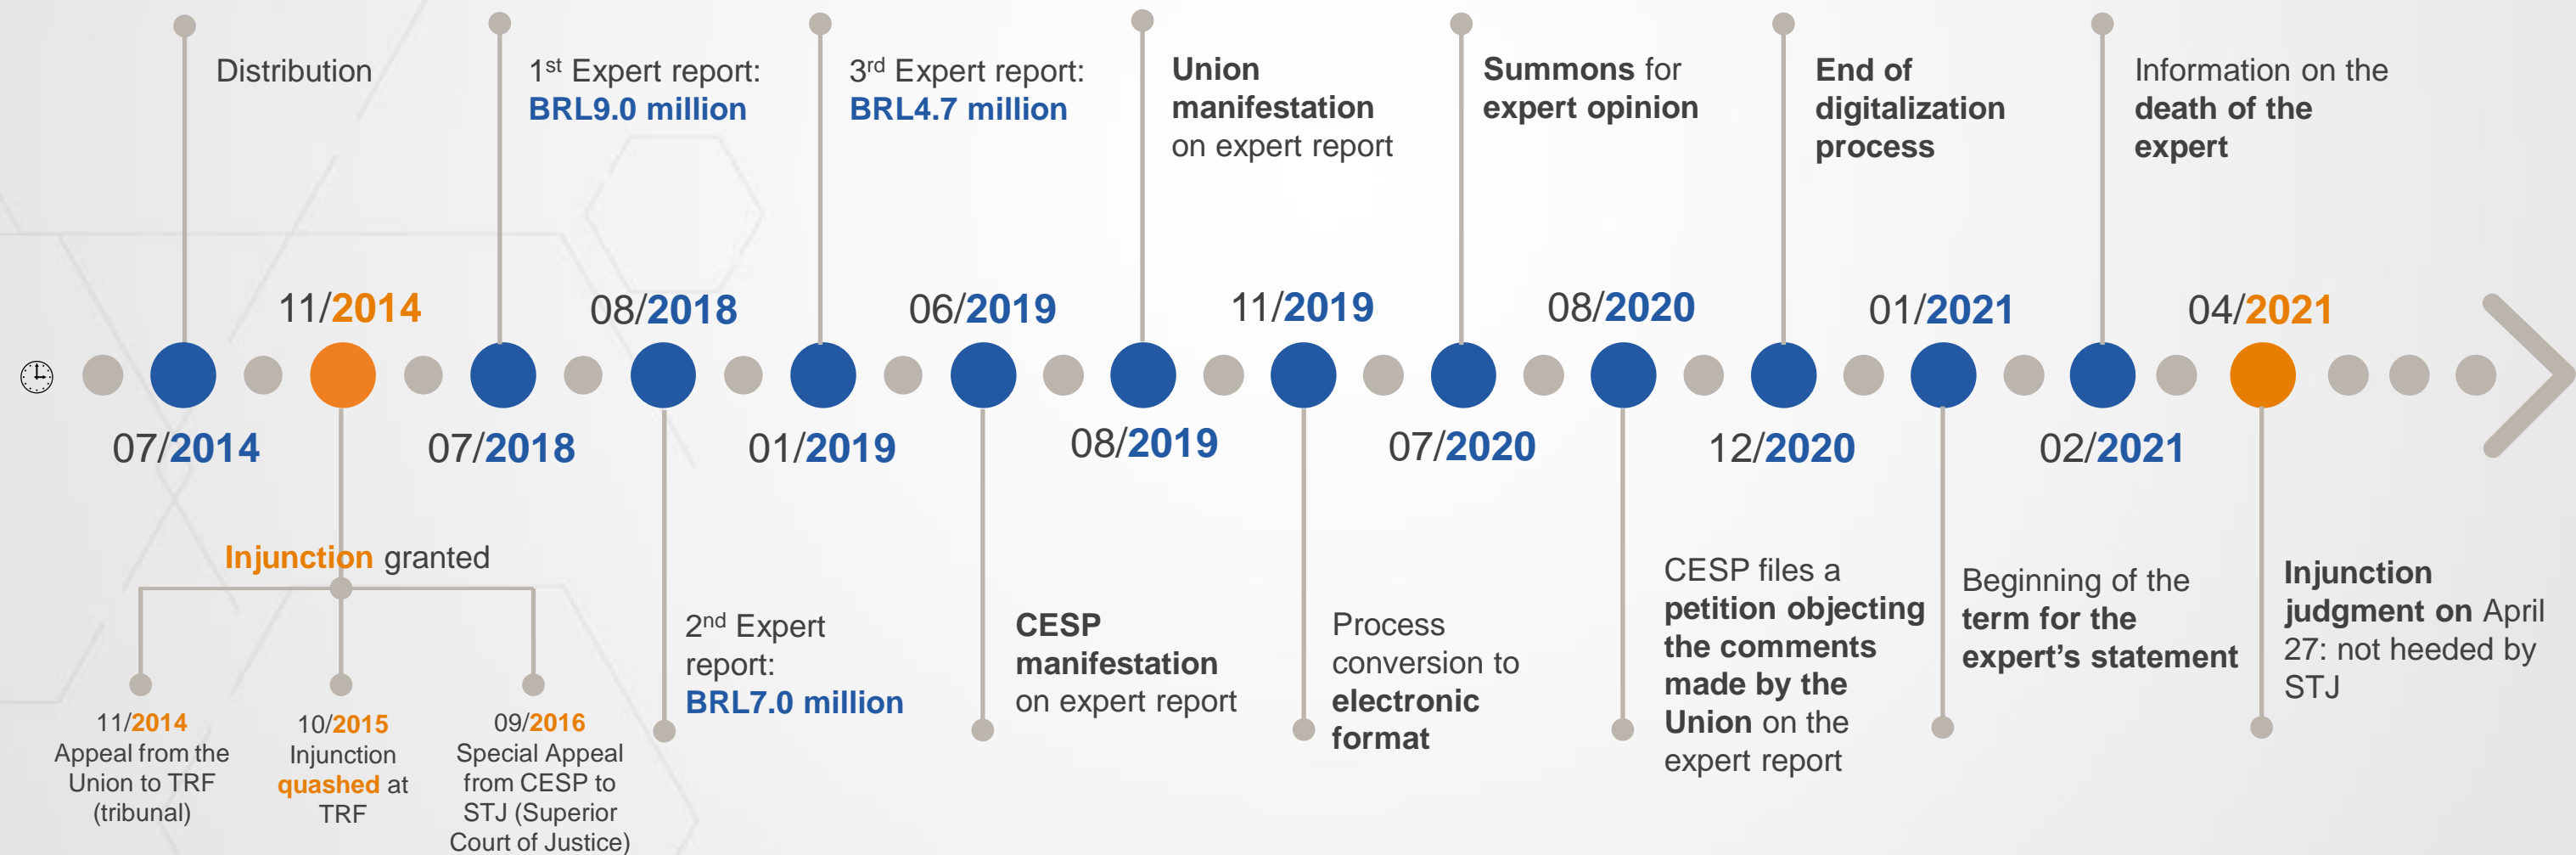 Distribution
1st Expert report:
BRL9.0 million
3rd Expert report:
BRL4.7 million
Union
manifestation
on expert report
Summons for
expert opinion
End of
digitalization
process
Information on the
death of the
expert
11/2014
08/2018
06/2019
11/2019
08/2020
01/2021
04/2021
07/2014
07/2018
01/2019
08/2019
07/2020
12/2020
02/2021
Injunction granted
11/2014
Appeal from the
Union to TRF
(tribunal)
10/2015
Injunction
quashed at
TRF
09/2016
Special Appeal
from CESP to
STJ (Superior
Court of Justice)
2nd Expert
report:
BRL7.0 million
CESP
manifestation
on expert report
Process
conversion to
electronic
format
CESP files a
petition objecting
the comments
made by the
Union on the
expert report
Beginning of the
term for the
expert’s statement
Injunction
judgment on April
27: not heeded by
STJ